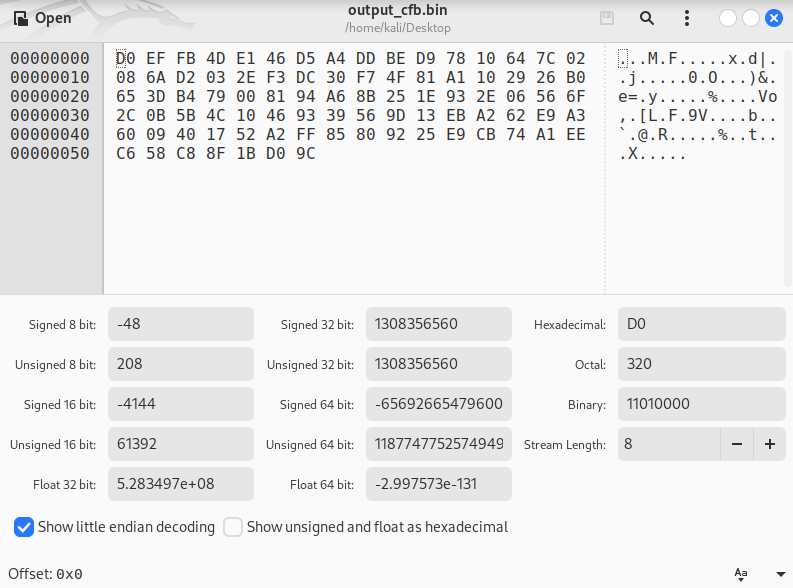 Open
output_cfb.bin
/home/kali/Desktop
00000000 D0 EF FB 4D E1 46 D5 A4 DD BE D9 78 10 64 7C 02 ...M.F.....x.d|.
00000010 08 6A D2 03 2E F3 DC 30 F7 4F 81 A1 10 29 26 B0 .j.....0.O...)&.
00000020 65 3D B4 79 00 81 94 A6 8B 25 1E 93 2E 06 56 6F e=.y.....%....Vo
00000030 2C 0B 5B 4C 10 46 93 39 56 9D 13 EB A2 62 E9 A3 ,.[L.F.9V....b..
00000040 60 09 40 17 52 A2 FF 85 80 92 25 E9 CB 74 A1 EE `.@.R.....%..t..
00000050 C6 58 C8 8F 1B D0 9C .X.....
Signed 8 bit: -48 Signed 32 bit: 1308356560 Hexadecimal: D0
Unsigned 8 bit: 208 Unsigned 32 bit: 1308356560 Octal: 320
Signed 16 bit: -4144 Signed 64 bit: -65692665479600 Binary: 11010000
Unsigned 16 bit: 61392 Unsigned 64 bit: 1187747752574949 Stream Length: 8 − +
Float 32 bit: 5.283497e+08 Float 64 bit: -2.997573e-131
Show little endian decoding Show unsigned and float as hexadecimal
Offset: 0x0 Aa